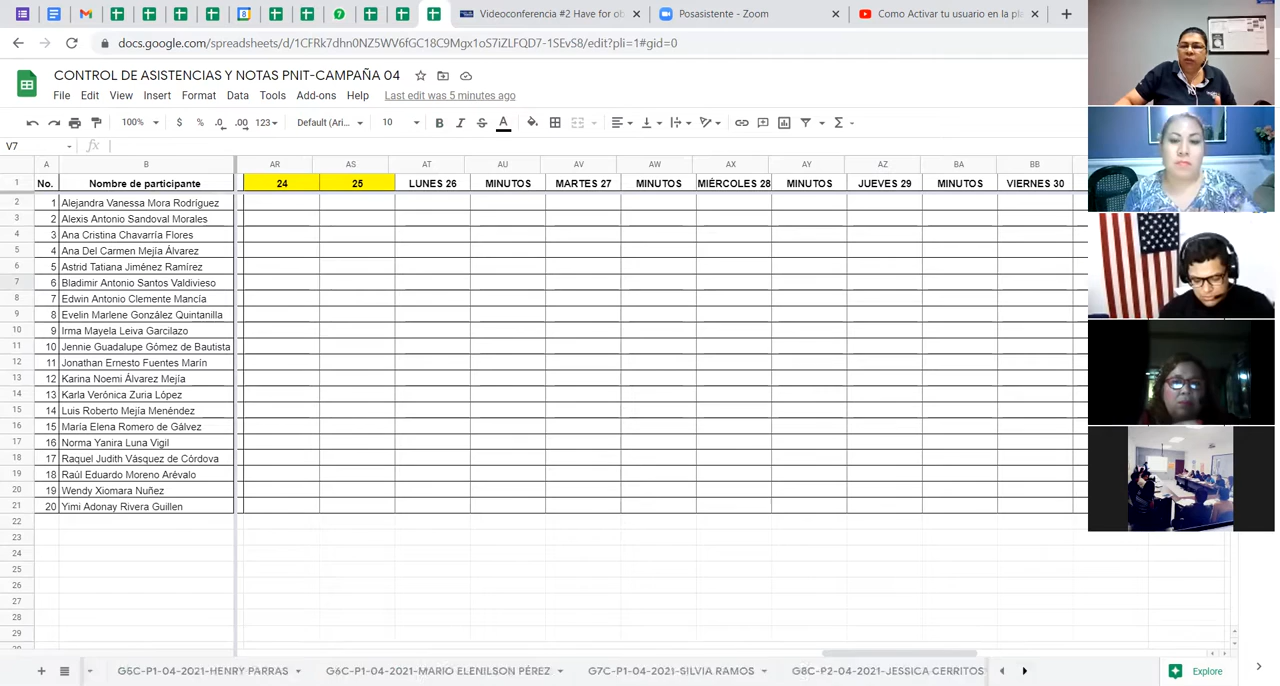 Videoconferencia #2 Have for ob
Posasistente - Zoom
Como Activar tu usuario en la pla
docs.google.com/spreadsheets/d/1CFRk7dhn0NZ5WV6fGC18C9Mgx1oS7iZLFQD7-1SEvS8/edit?pli=1#gid=0
CONTROL DE ASISTENCIAS Y NOTAS PNIT-CAMPAÑA 04
File Edit View Insert Format Data Tools Add-ons Help Last edit was 5 minutes ago
100% $ % .0 .00 123 Default (Ari... 10 B I S A
V7 fx
A B AR AS AT AU AV AW AX AY AZ BA BB
1 No. Nombre de participante 24 25 LUNES 26 MINUTOS MARTES 27 MINUTOS MIÉRCOLES 28 MINUTOS JUEVES 29 MINUTOS VIERNES 30
2 1 Alejandra Vanessa Mora Rodríguez
3 2 Alexis Antonio Sandoval Morales
4 3 Ana Cristina Chavarría Flores
5 4 Ana Del Carmen Mejía Álvarez
6 5 Astrid Tatiana Jiménez Ramírez
7 6 Bladimir Antonio Santos Valdivieso
8 7 Edwin Antonio Clemente Mancía
9 8 Evelin Marlene González Quintanilla
10 9 Irma Mayela Leiva Garcilazo
11 10 Jennie Guadalupe Gómez de Bautista
12 11 Jonathan Ernesto Fuentes Marín
13 12 Karina Noemi Álvarez Mejía
14 13 Karla Verónica Zuria López
15 14 Luis Roberto Mejía Menéndez
16 15 María Elena Romero de Gálvez
17 16 Norma Yanira Luna Vigil
18 17 Raquel Judith Vásquez de Córdova
19 18 Raúl Eduardo Moreno Arévalo
20 19 Wendy Xiomara Nuñez
21 20 Yimi Adonay Rivera Guillen
22
23
24
25
26
27
28
29
G5C-P1-04-2021-HENRY PARRAS G6C-P1-04-2021-MARIO ELENILSON PÉREZ G7C-P1-04-2021-SILVIA RAMOS G8C-P2-04-2021-JESSICA CERRITOS Explore